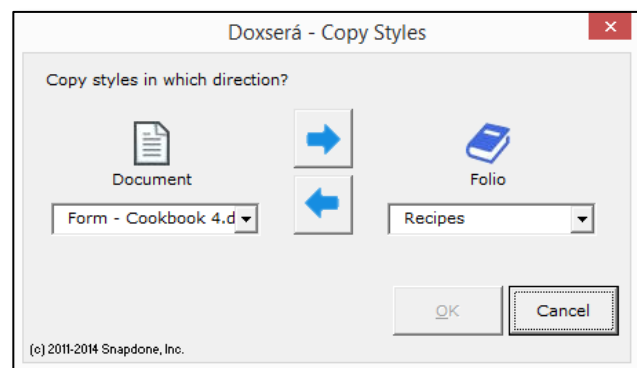 Doxserá - Copy Styles
Copy styles in which direction?
Document
Folio
Form - Cookbook 4.d
Recipes
OK
Cancel
(c) 2011-2014 Snapdone, Inc.